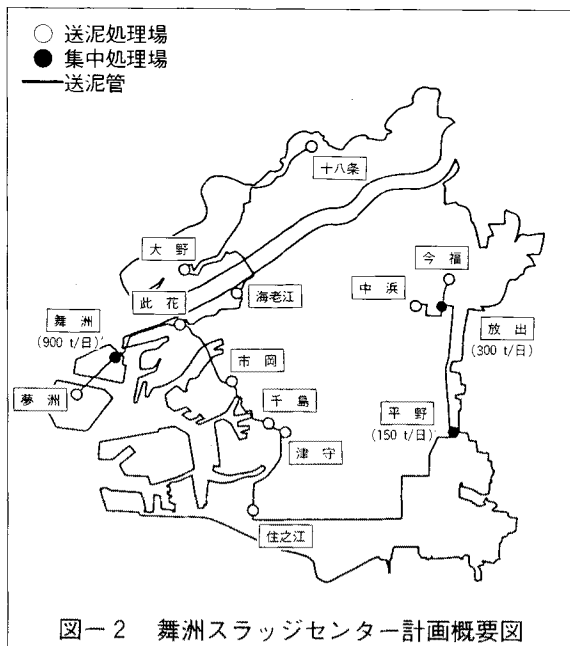 ○ 送泥処理場
● 集中処理場
━ 送泥管
十八条
大野
今福
中浜
此花
海老江
舞洲
(900 t/日)
放出
(300 t/日)
市岡
夢洲
千島
平野
(150 t/日)
津守
住之江
図－2 舞洲スラッジセンター計画概要図